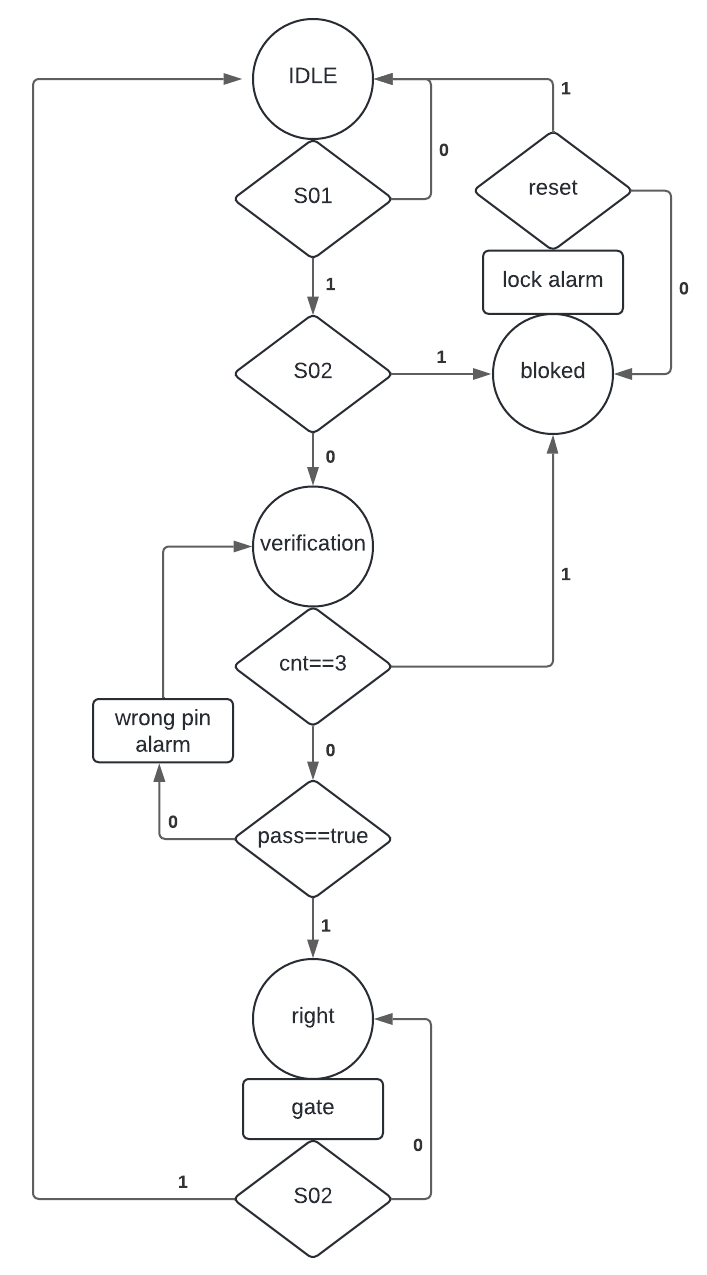 IDLE
1
0
S01
reset
lock alarm
1
0
S02
1
bloked
0
verification
1
cnt==3
wrong pin
alarm
0
0
pass==true
1
right
gate
0
1
S02